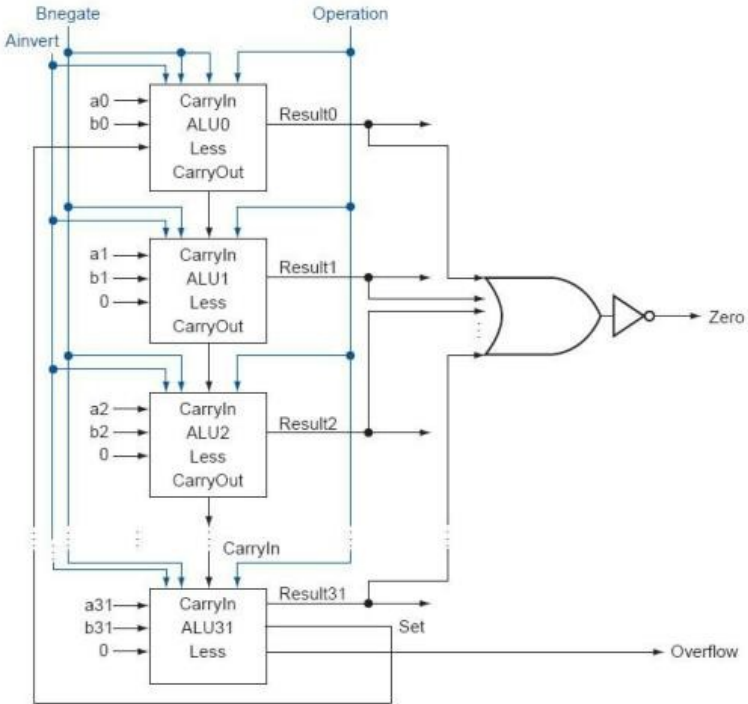 Bnegate
Operation
Ainvert
a0
CarryIn
Result0
b0
ALU0
Less
CarryOut
a1
CarryIn
Result1
b1
ALU1
0
Less
CarryOut
Zero
a2
CarryIn
Result2
b2
ALU2
0
Less
CarryOut
CarryIn
a31
CarryIn
Result31
b31
ALU31
Set
0
Less
Overflow